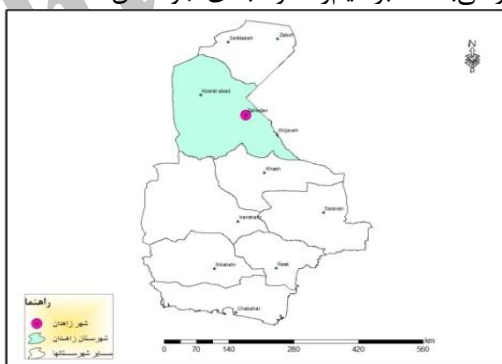 Zabol
Sefidabeh
N
Nosrat abad
Zahedan
Mirjaveh
Khash
Saravan
Iranshahr
Nikshahr
Rask
Chabahar
راهنما
شهر زاهدان
شهرستان زاهدان
سایر شهرستانها
km
0 70 140 280 420 560